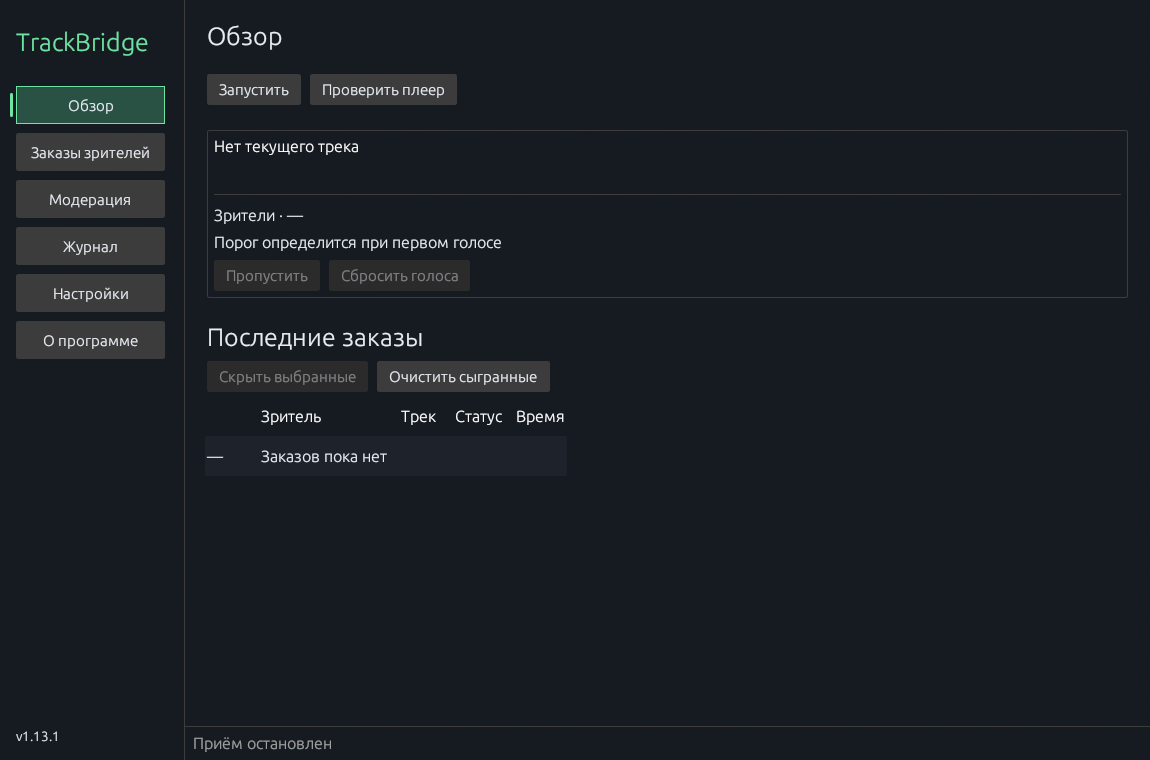 TrackBridge
Обзор
Заказы зрителей
Модерация
Журнал
Настройки
О программе
v1.13.1
Обзор
Запустить Проверить плеер
Нет текущего трека
Зрители · —
Порог определится при первом голосе
Пропустить Сбросить голоса
Последние заказы
Скрыть выбранные Очистить сыгранные
Зритель Трек Статус Время
— Заказов пока нет
Приём остановлен